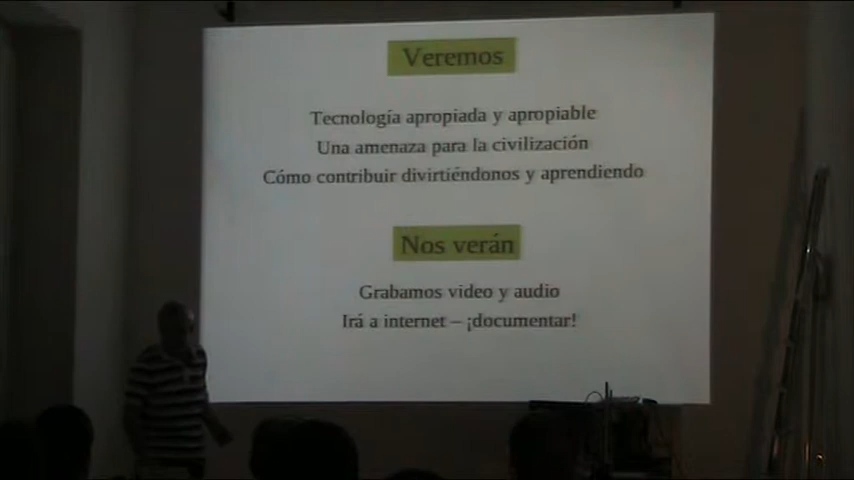 Veremos
Tecnología apropiada y apropiable
Una amenaza para la civilización
Cómo contribuir divirtiéndonos y aprendiendo
Nos verán
Grabamos video y audio
Irá a internet – ¡documentar!